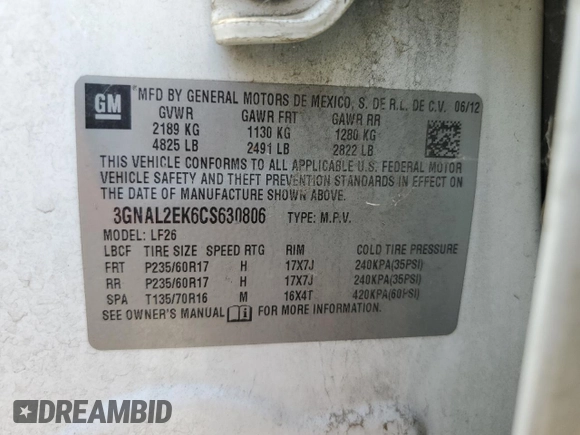 GM
MFD BY GENERAL MOTORS DE MEXICO, S. DE R.L. DE C.V. 06/12
GVWR GAWR FRT GAWR RR
2189 KG 1130 KG 1280 KG
4825 LB 2491 LB 2822 LB
THIS VEHICLE CONFORMS TO ALL APPLICABLE U.S. FEDERAL MOTOR
VEHICLE SAFETY AND THEFT PREVENTION STANDARDS IN EFFECT ON
THE DATE OF MANUFACTURE SHOWN ABOVE.
3GNAL2EK6CS630806 TYPE: M.P.V.
MODEL: LF26
LBCF TIRE SIZE SPEED RTG RIM COLD TIRE PRESSURE
FRT P235/60R17 H 17X7J 240KPA(35PSI)
RR P235/60R17 H 17X7J 240KPA(35PSI)
SPA T135/70R16 M 16X4T 420KPA(60PSI)
SEE OWNER'S MANUAL FOR MORE INFORMATION.
DREAMBID